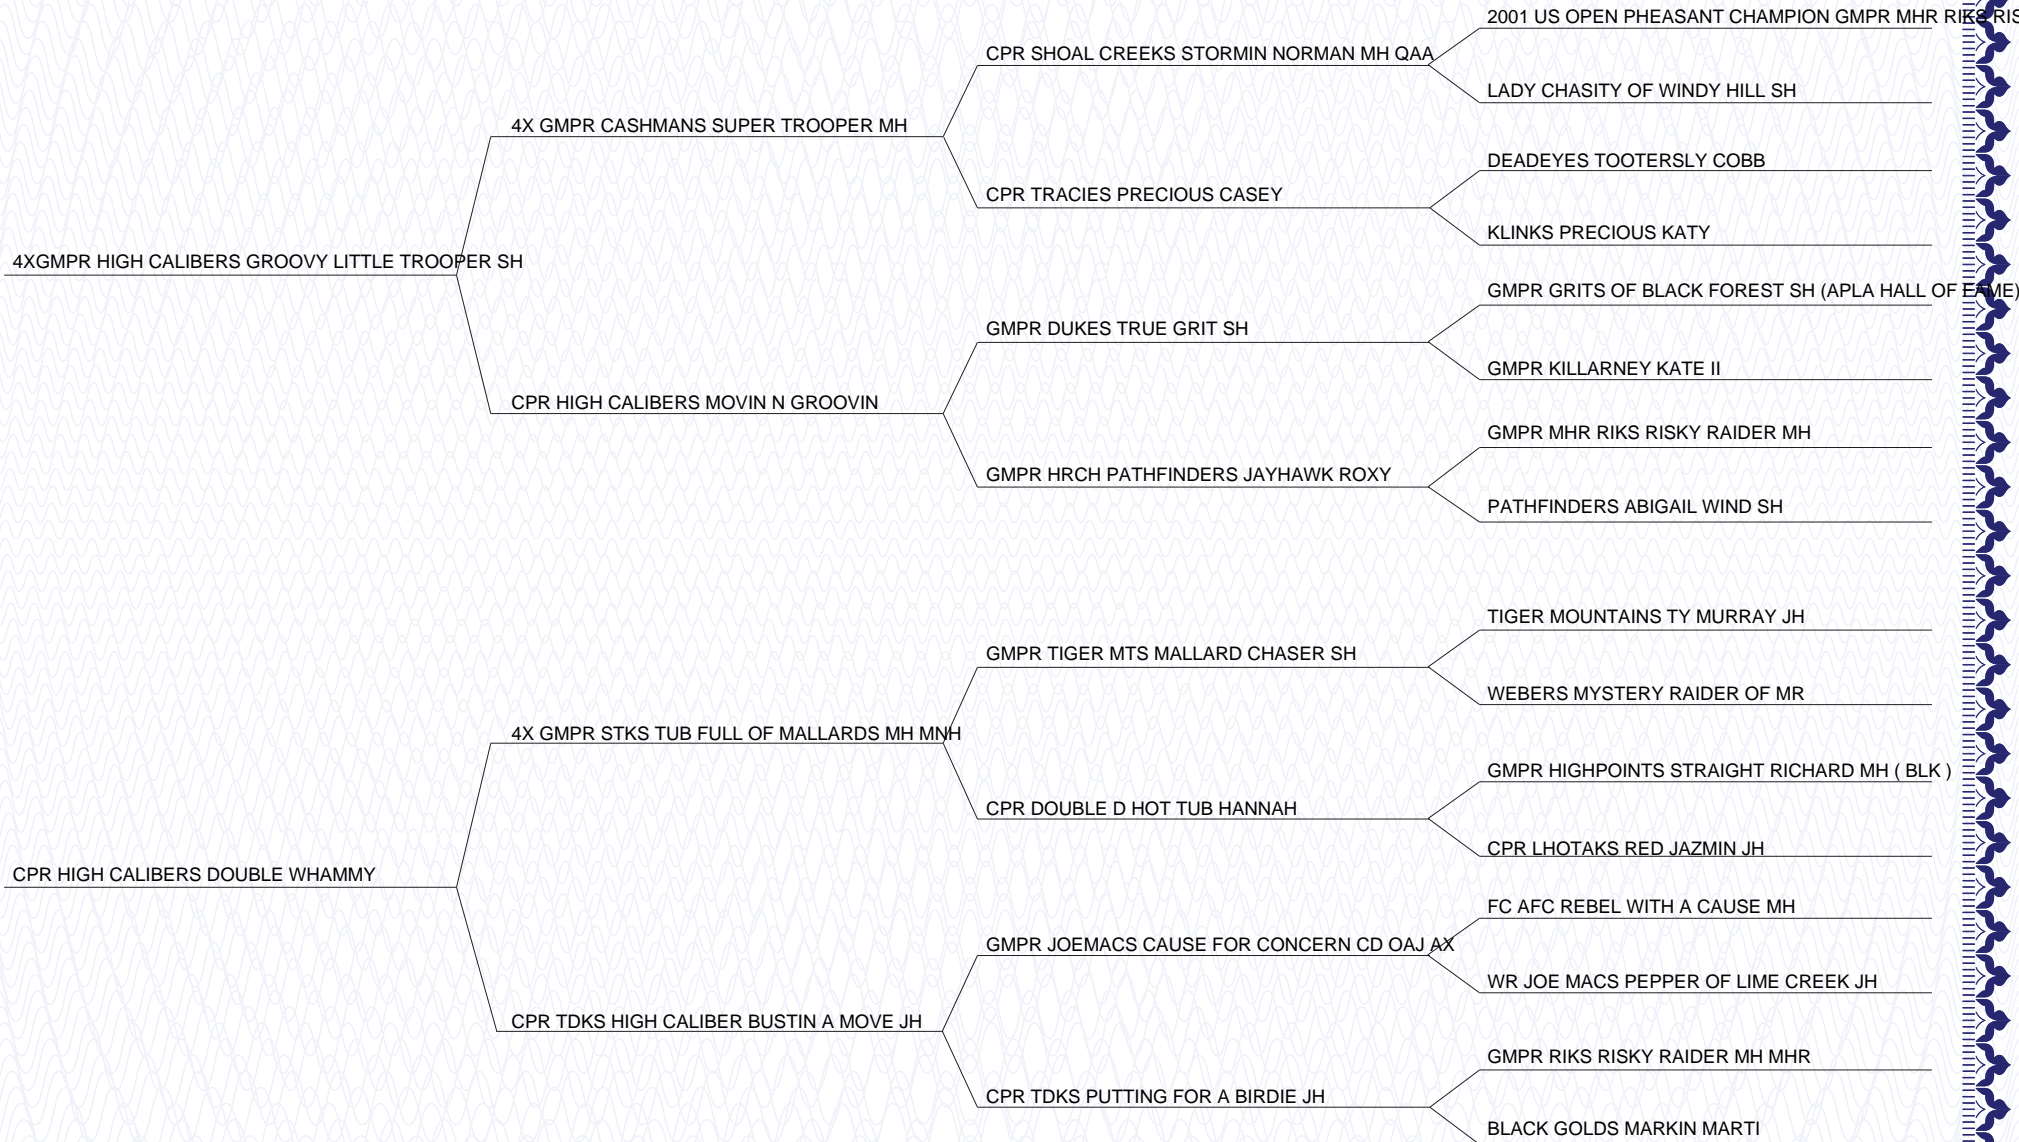 2001 US OPEN PHEASANT CHAMPION GMPR MHR RIKS RIS
CPR SHOAL CREEKS STORMIN NORMAN MH QAA
LADY CHASITY OF WINDY HILL SH
4X GMPR CASHMANS SUPER TROOPER MH
DEADEYES TOOTERSLY COBB
CPR TRACIES PRECIOUS CASEY
KLINKS PRECIOUS KATY
4XGMPR HIGH CALIBERS GROOVY LITTLE TROOPER SH
GMPR GRITS OF BLACK FOREST SH (APLA HALL OF FAME)
GMPR DUKES TRUE GRIT SH
GMPR KILLARNEY KATE II
CPR HIGH CALIBERS MOVIN N GROOVIN
GMPR MHR RIKS RISKY RAIDER MH
GMPR HRCH PATHFINDERS JAYHAWK ROXY
PATHFINDERS ABIGAIL WIND SH
TIGER MOUNTAINS TY MURRAY JH
GMPR TIGER MTS MALLARD CHASER SH
WEBERS MYSTERY RAIDER OF MR
4X GMPR STKS TUB FULL OF MALLARDS MH MNH
GMPR HIGHPOINTS STRAIGHT RICHARD MH ( BLK )
CPR DOUBLE D HOT TUB HANNAH
CPR LHOTAKS RED JAZMIN JH
CPR HIGH CALIBERS DOUBLE WHAMMY
FC AFC REBEL WITH A CAUSE MH
GMPR JOEMACS CAUSE FOR CONCERN CD OAJ AX
WR JOE MACS PEPPER OF LIME CREEK JH
CPR TDKS HIGH CALIBER BUSTIN A MOVE JH
GMPR RIKS RISKY RAIDER MH MHR
CPR TDKS PUTTING FOR A BIRDIE JH
BLACK GOLDS MARKIN MARTI